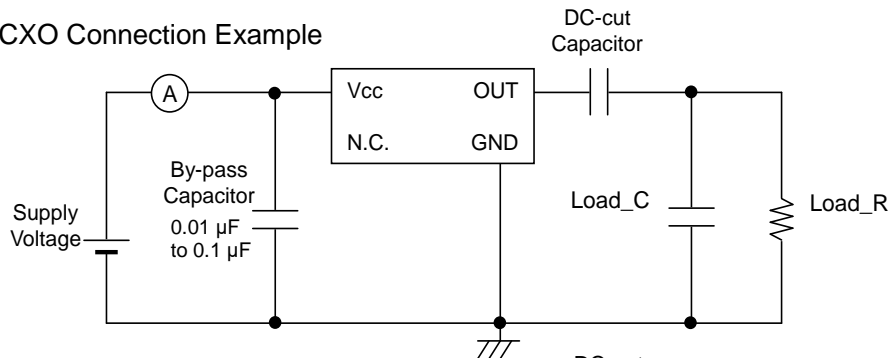 CXO Connection Example
DC-cut
Capacitor
A
Vcc
OUT
N.C.
GND
By-pass
Capacitor
0.01 µF
to 0.1 µF
Supply
Voltage
Load_C
Load_R